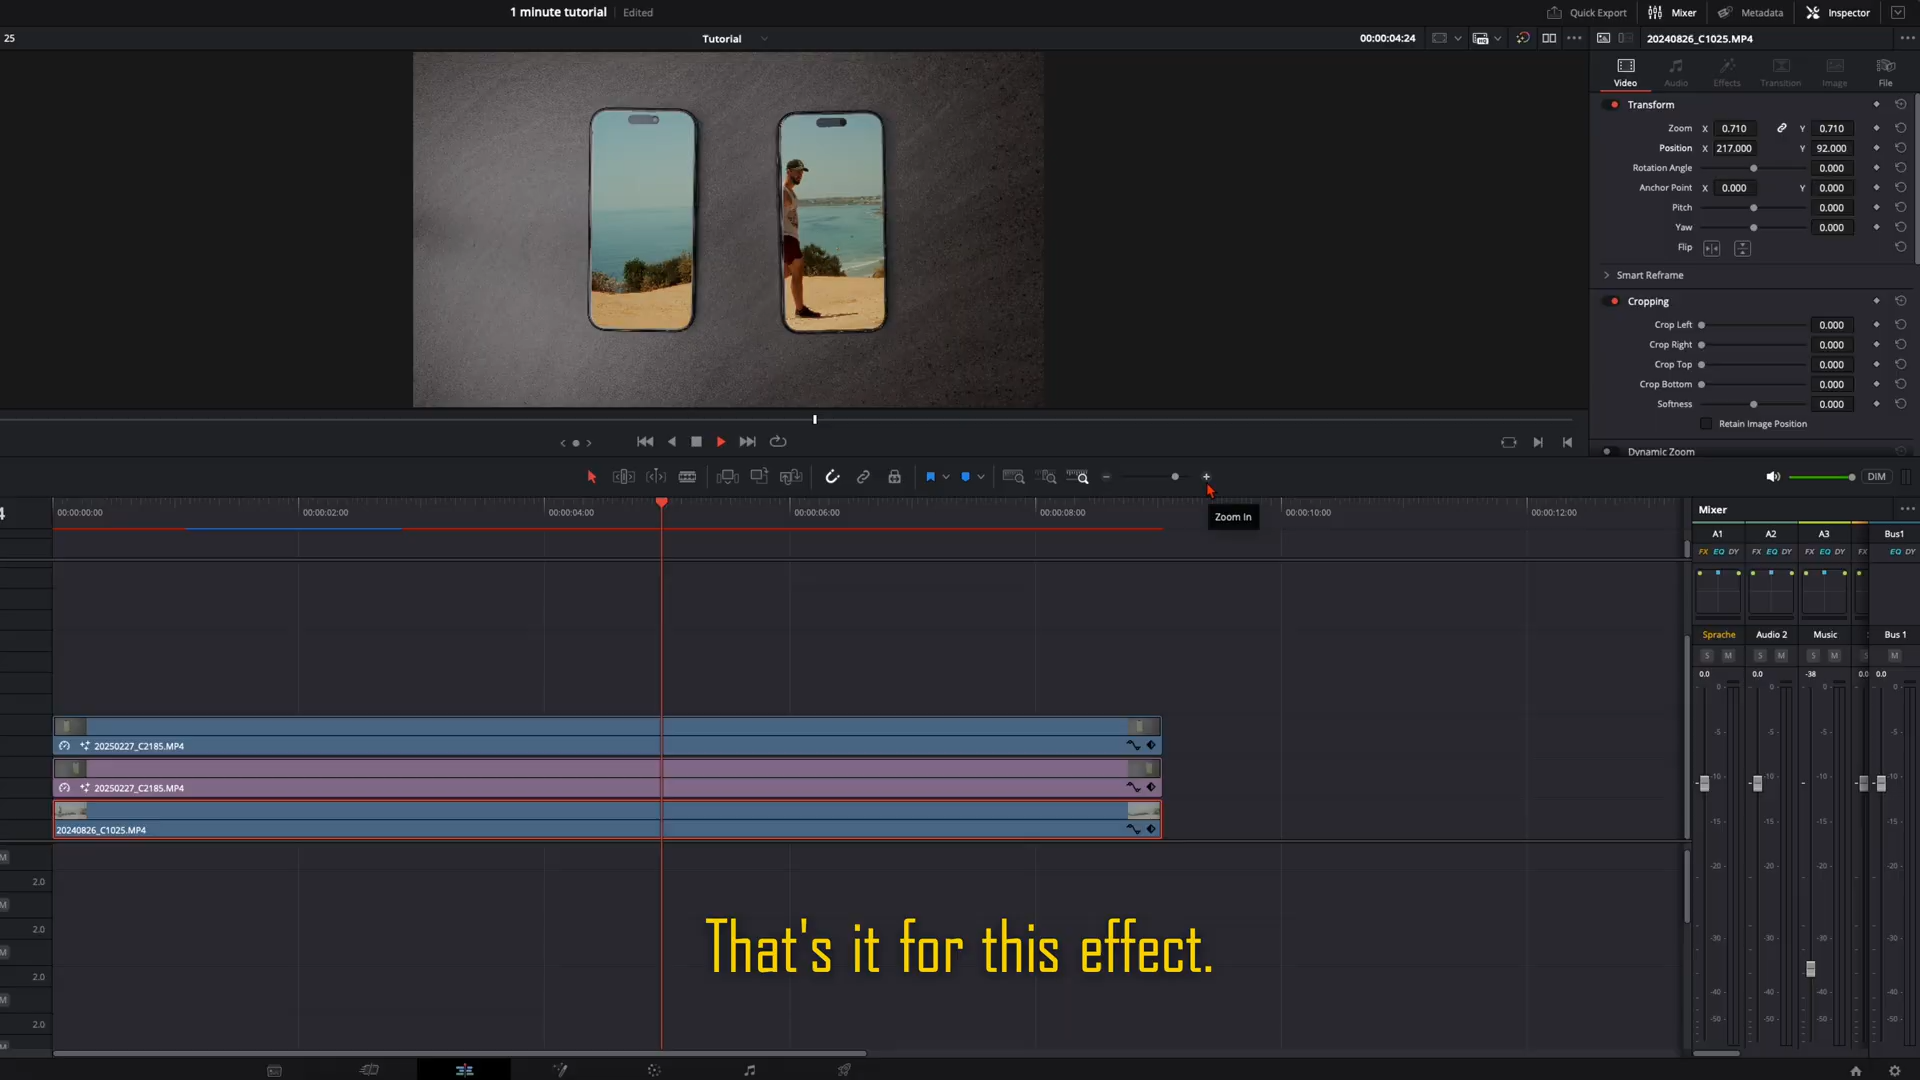 1 minute tutorial
Edited
Quick Export
Mixer
Metadata
Inspector
25
Tutorial
00:00:04:24
20240826_C1025.MP4
Video
Audio
Effects
Transition
Image
File
Transform
Zoom X 0.710 Y 0.710
Position X 217.000 Y 92.000
Rotation Angle 0.000
Anchor Point X 0.000 Y 0.000
Pitch 0.000
Yaw 0.000
Flip
Smart Reframe
Cropping
Crop Left 0.000
Crop Right 0.000
Crop Top 0.000
Crop Bottom 0.000
Softness 0.000
Retain Image Position
Dynamic Zoom
DIM
4
00:00:00:00
00:00:02:00
00:00:04:00
00:00:06:00
00:00:08:00
00:00:10:00
00:00:12:00
Zoom In
Mixer
A1 A2 A3 Bus1
FX EQ DY FX EQ DY FX EQ DY FX EQ DY
Sprache Audio 2 Music Bus 1
S M S M S M S M
0.0 0.0 -38 0.0 0.0
0 0 0 0
-5 -5 -5 -5
-10 -10 -10 -10
-15 -15 -15 -15
-20 -20 -20 -20
-30 -30 -30 -30
-40 -40 -40 -40
-50 -50 -50 -50
20250227_C2185.MP4
20250227_C2185.MP4
20240826_C1025.MP4
M
2.0
M
2.0
M
2.0
M
2.0
M
That's it for this effect.